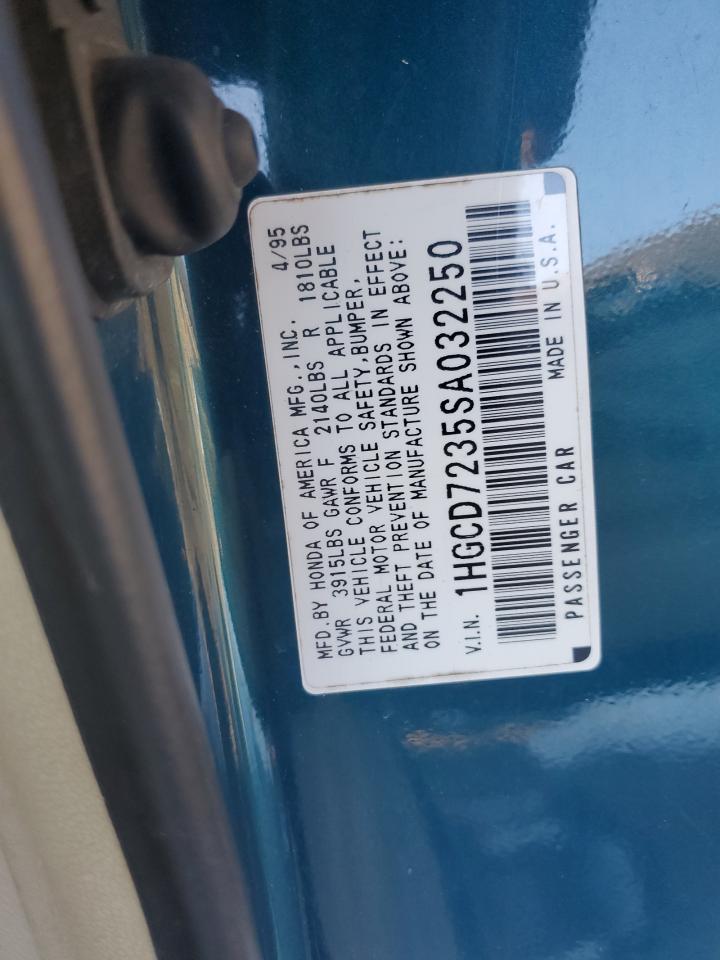 MFD.BY HONDA OF AMERICA MFG.,INC. 4/95
GVWR 3915LBS GAWR F 2140LBS R 1810LBS
THIS VEHICLE CONFORMS TO ALL APPLICABLE
FEDERAL MOTOR VEHICLE SAFETY,BUMPER,
AND THEFT PREVENTION STANDARDS IN EFFECT
ON THE DATE OF MANUFACTURE SHOWN ABOVE:
V.I.N. 1HGCD7235SA032250
PASSENGER CAR MADE IN U.S.A.